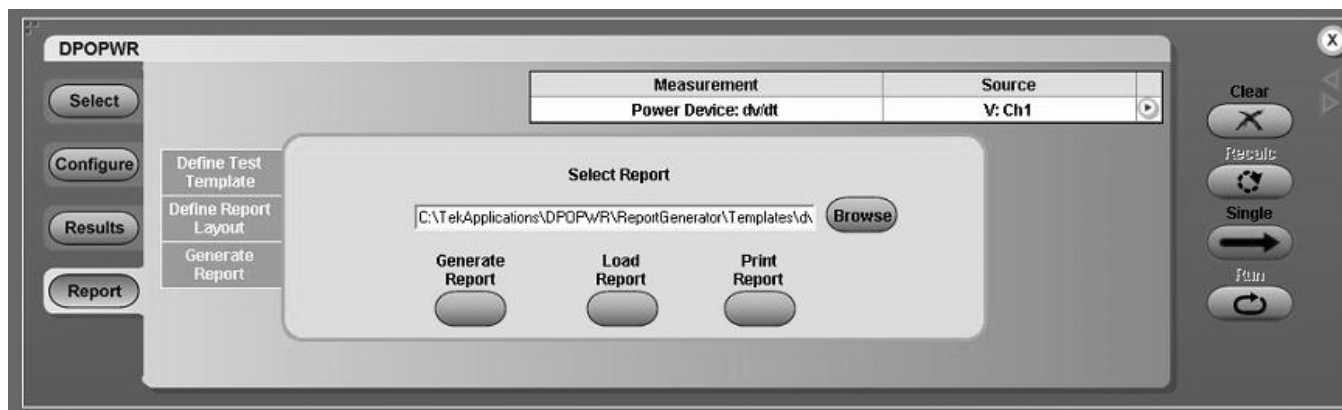 DPOPWR
Select
Configure
Results
Report
Measurement
Source
Power Device: dv/dt
V: Ch1
Define Test
Template
Define Report
Layout
Generate
Report
Select Report
C:\TekApplications\DPOPWR\ReportGenerator\Templates\d\
Browse
Generate
Report
Load
Report
Print
Report
X
Clear
Recalc
Single
Run